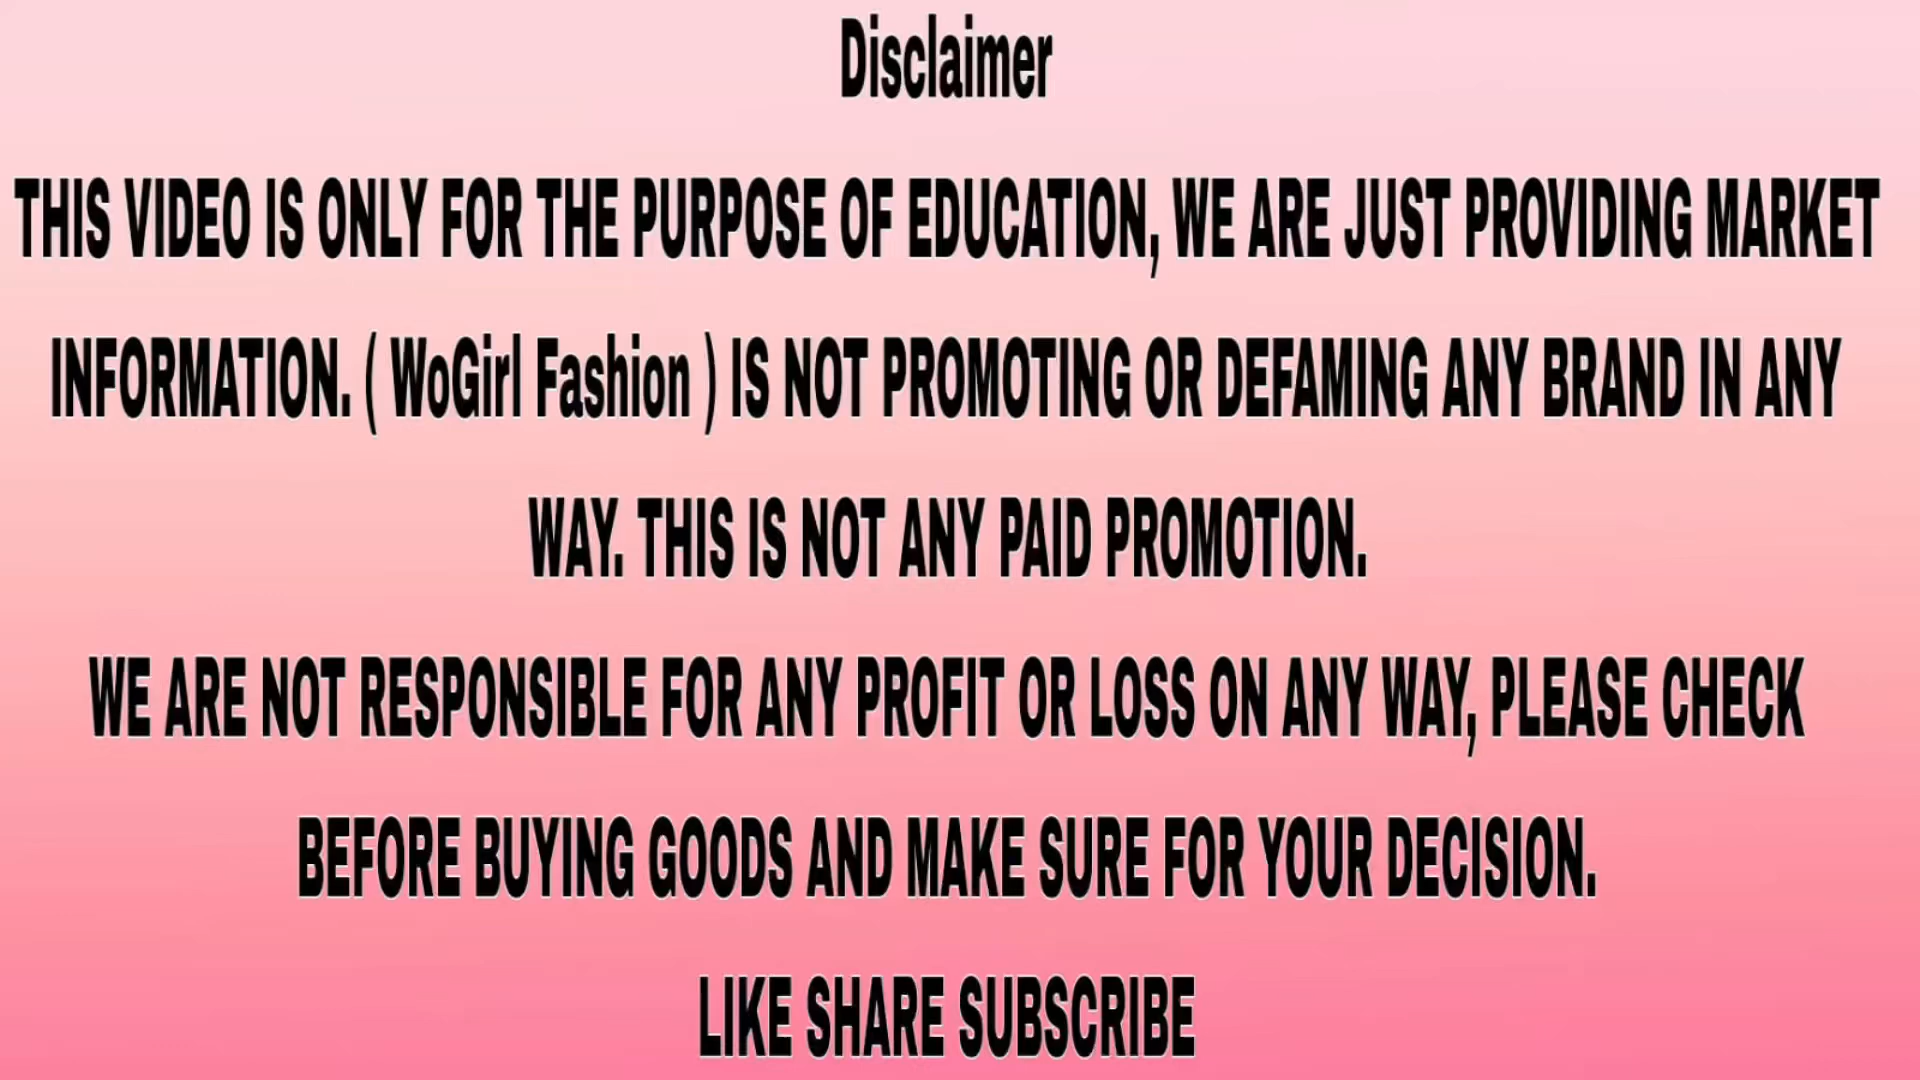 Disclaimer
THIS VIDEO IS ONLY FOR THE PURPOSE OF EDUCATION, WE ARE JUST PROVIDING MARKET
INFORMATION. ( WoGirl Fashion ) IS NOT PROMOTING OR DEFAMING ANY BRAND IN ANY
WAY. THIS IS NOT ANY PAID PROMOTION.
WE ARE NOT RESPONSIBLE FOR ANY PROFIT OR LOSS ON ANY WAY, PLEASE CHECK
BEFORE BUYING GOODS AND MAKE SURE FOR YOUR DECISION.
LIKE SHARE SUBSCRIBE